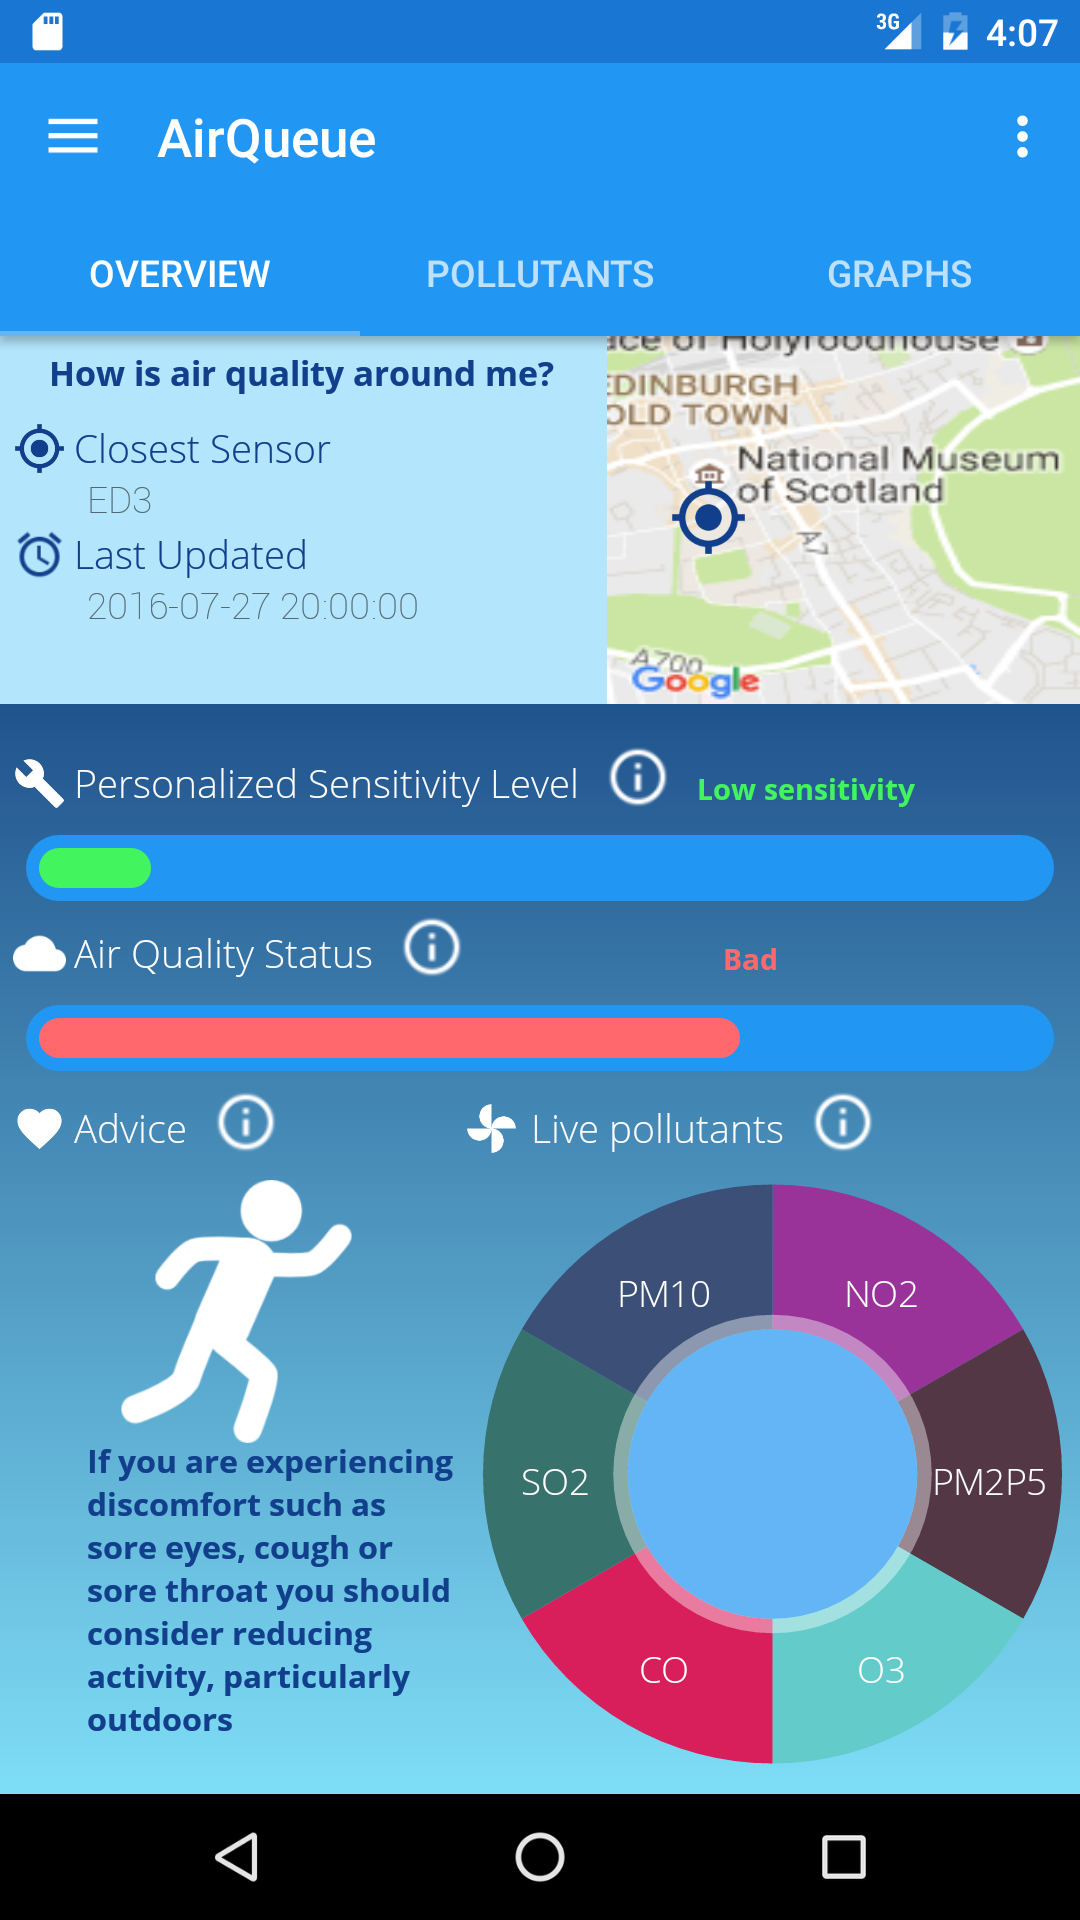 3G 4:07
AirQueue
OVERVIEW POLLUTANTS GRAPHS
How is air quality around me?
Closest Sensor
ED3
Last Updated
2016-07-27 20:00:00
ace of Holyroodhouse
EDINBURGH
OLD TOWN
National Museum
of Scotland
A7
A700
Google
Personalized Sensitivity Level
Low sensitivity
Air Quality Status
Bad
Advice
Live pollutants
If you are experiencing
discomfort such as
sore eyes, cough or
sore throat you should
consider reducing
activity, particularly
outdoors
PM10
NO2
SO2
PM2P5
CO
O3